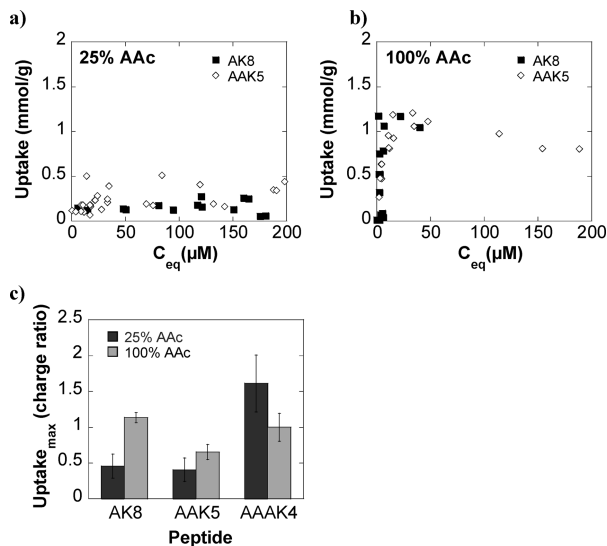 a)
25% AAc
AK8
AAK5
Uptake (mmol/g)
2
1.5
1
0.5
0
0 50 100 150 200
C_eq(µM)
b)
100% AAc
AK8
AAK5
Uptake (mmol/g)
2
1.5
1
0.5
0
0 50 100 150 200
C_eq(µM)
c)
25% AAc
100% AAc
Uptake_max (charge ratio)
2.5
2
1.5
1
0.5
0
AK8 AAK5 AAAK4
Peptide